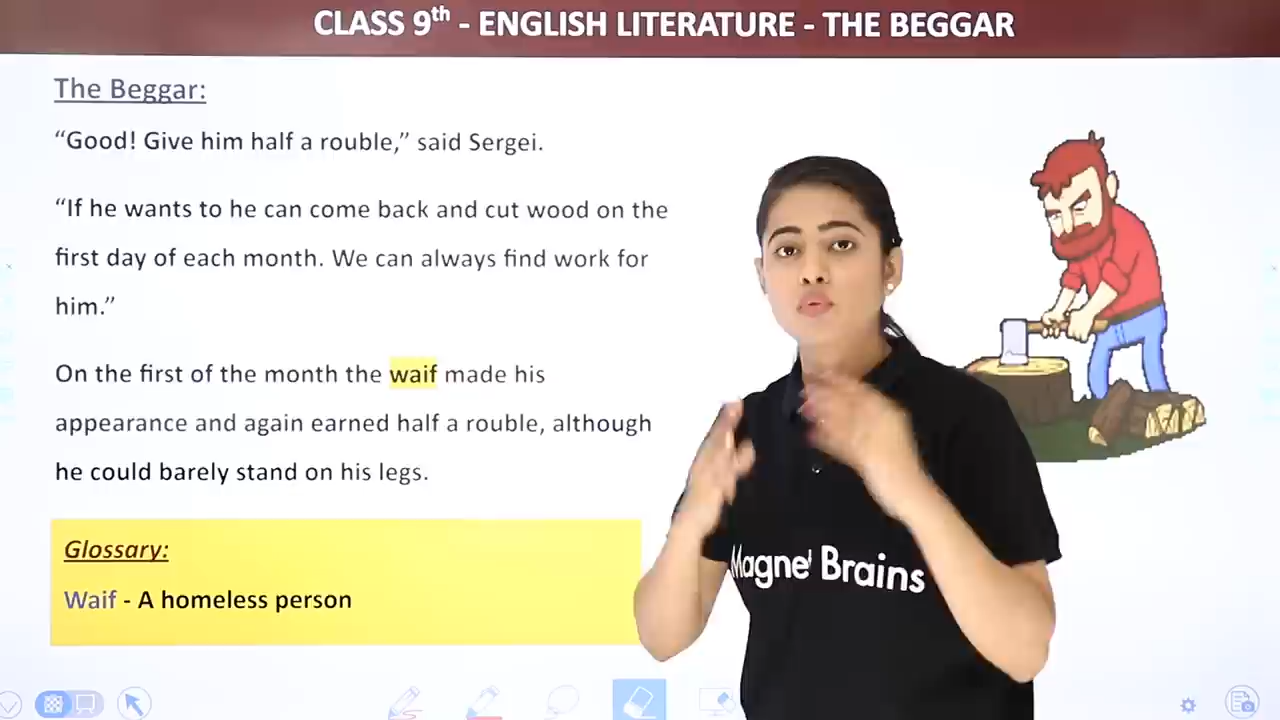 CLASS 9th - ENGLISH LITERATURE - THE BEGGAR
The Beggar:
“Good! Give him half a rouble,” said Sergei.
“If he wants to he can come back and cut wood on the
first day of each month. We can always find work for
him.”
On the first of the month the waif made his
appearance and again earned half a rouble, although
he could barely stand on his legs.
Glossary:
Waif - A homeless person
Magnet Brains